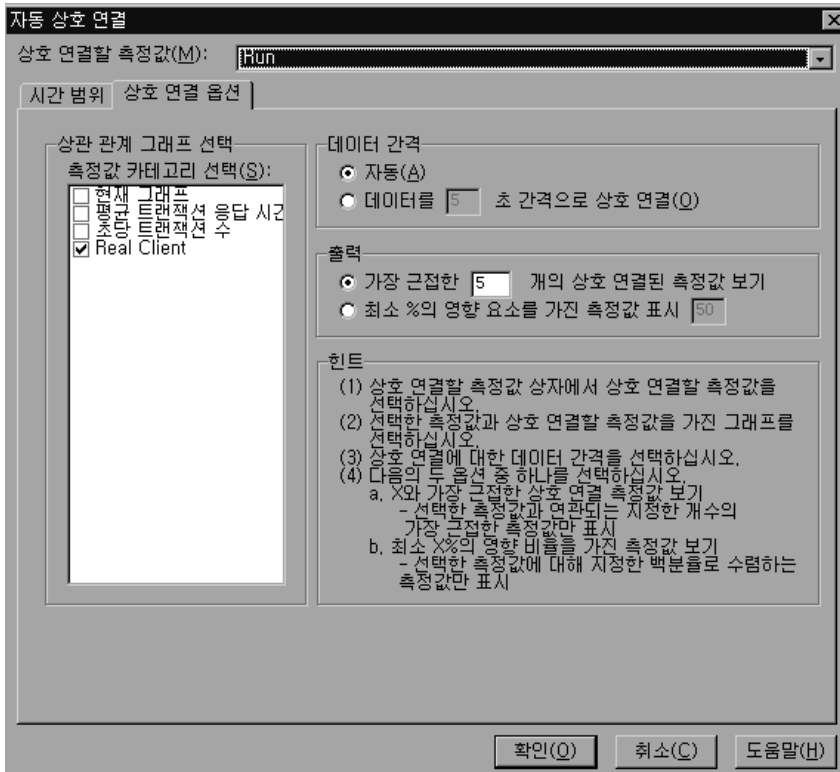 자동 상호 연결
상호 연결할 측정값(M): Run
시간 범위 상호 연결 옵션
상관 관계 그래프 선택
측정값 카테고리 선택(S):
현재 그래프
평균 트랜잭션 응답 시간
초당 트랜잭션 수
Real Client
데이터 간격
자동(A)
데이터를 5 초 간격으로 상호 연결(O)
출력
가장 근접한 5 개의 상호 연결된 측정값 보기
최소 %의 영향 요소를 가진 측정값 표시 50
힌트
(1) 상호 연결할 측정값 상자에서 상호 연결할 측정값을
선택하십시오.
(2) 선택한 측정값과 상호 연결할 측정값을 가진 그래프를
선택하십시오.
(3) 상호 연결에 대한 데이터 간격을 선택하십시오.
(4) 다음의 두 옵션 중 하나를 선택하십시오.
a. X와 가장 근접한 상호 연결 측정값 보기
- 선택한 측정값과 연관되는 지정한 개수의
가장 근접한 측정값만 표시
b. 최소 X%의 영향 비율을 가진 측정값 보기
- 선택한 측정값에 대해 지정한 백분율로 수렴하는
측정값만 표시
확인(O) 취소(C) 도움말(H)